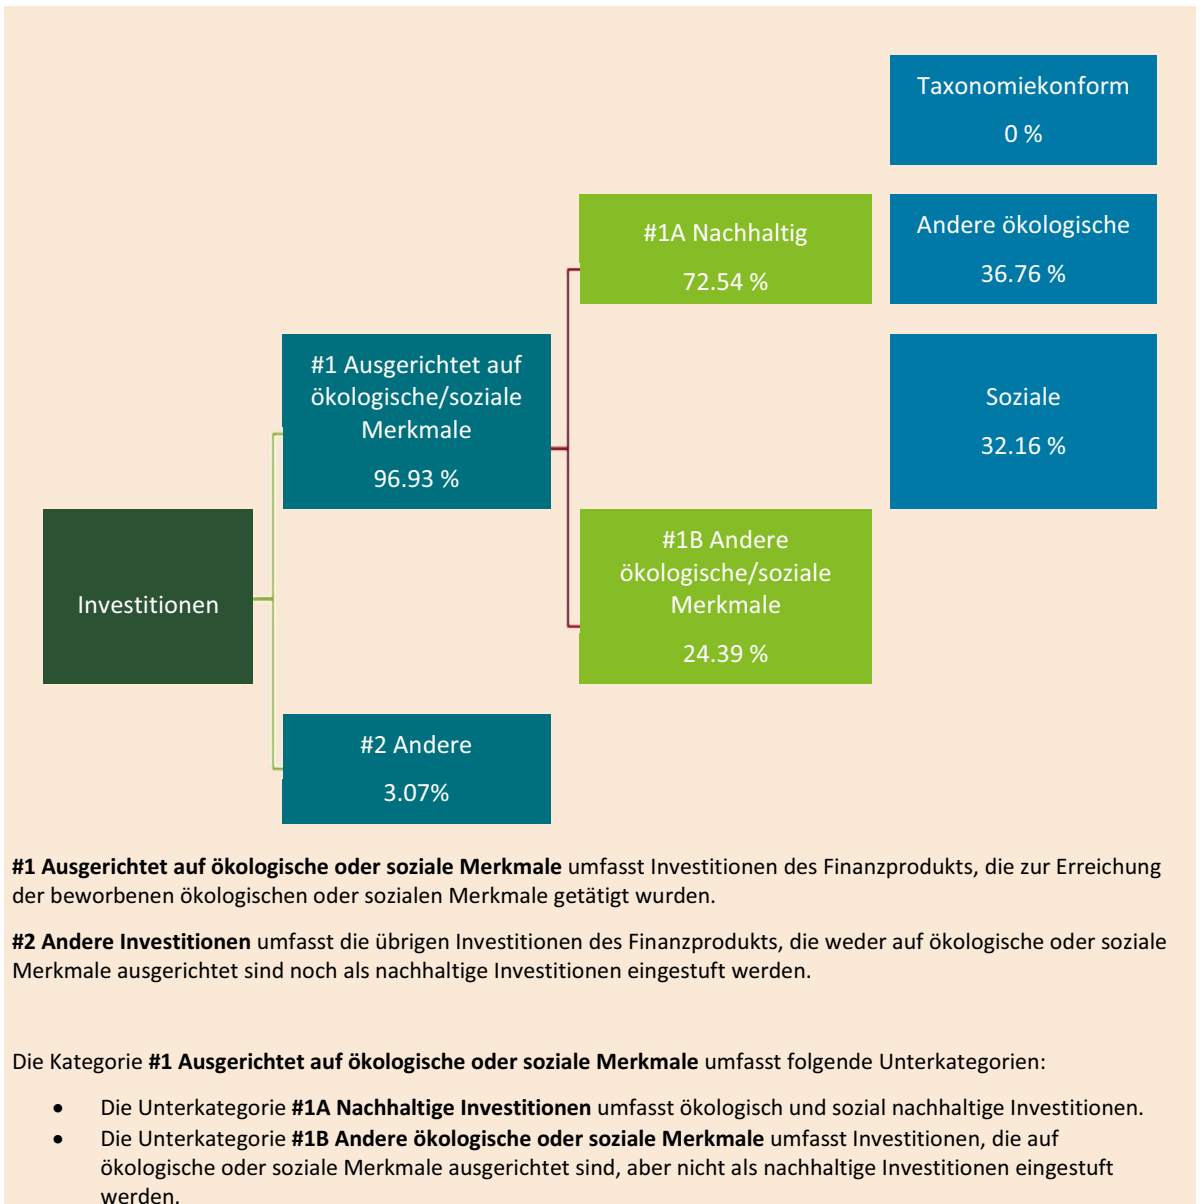 Taxonomiekonform
0 %
#1A Nachhaltig
72.54 %
Andere ökologische
36.76 %
#1 Ausgerichtet auf
ökologische/soziale
Merkmale
96.93 %
Soziale
32.16 %
Investitionen
#1B Andere
ökologische/soziale
Merkmale
24.39 %
#2 Andere
3.07%
#1 Ausgerichtet auf ökologische oder soziale Merkmale umfasst Investitionen des Finanzprodukts, die zur Erreichung
der beworbenen ökologischen oder sozialen Merkmale getätigt wurden.
#2 Andere Investitionen umfasst die übrigen Investitionen des Finanzprodukts, die weder auf ökologische oder soziale
Merkmale ausgerichtet sind noch als nachhaltige Investitionen eingestuft werden.
Die Kategorie #1 Ausgerichtet auf ökologische oder soziale Merkmale umfasst folgende Unterkategorien:
• Die Unterkategorie #1A Nachhaltige Investitionen umfasst ökologisch und sozial nachhaltige Investitionen.
• Die Unterkategorie #1B Andere ökologische oder soziale Merkmale umfasst Investitionen, die auf
ökologische oder soziale Merkmale ausgerichtet sind, aber nicht als nachhaltige Investitionen eingestuft
werden.